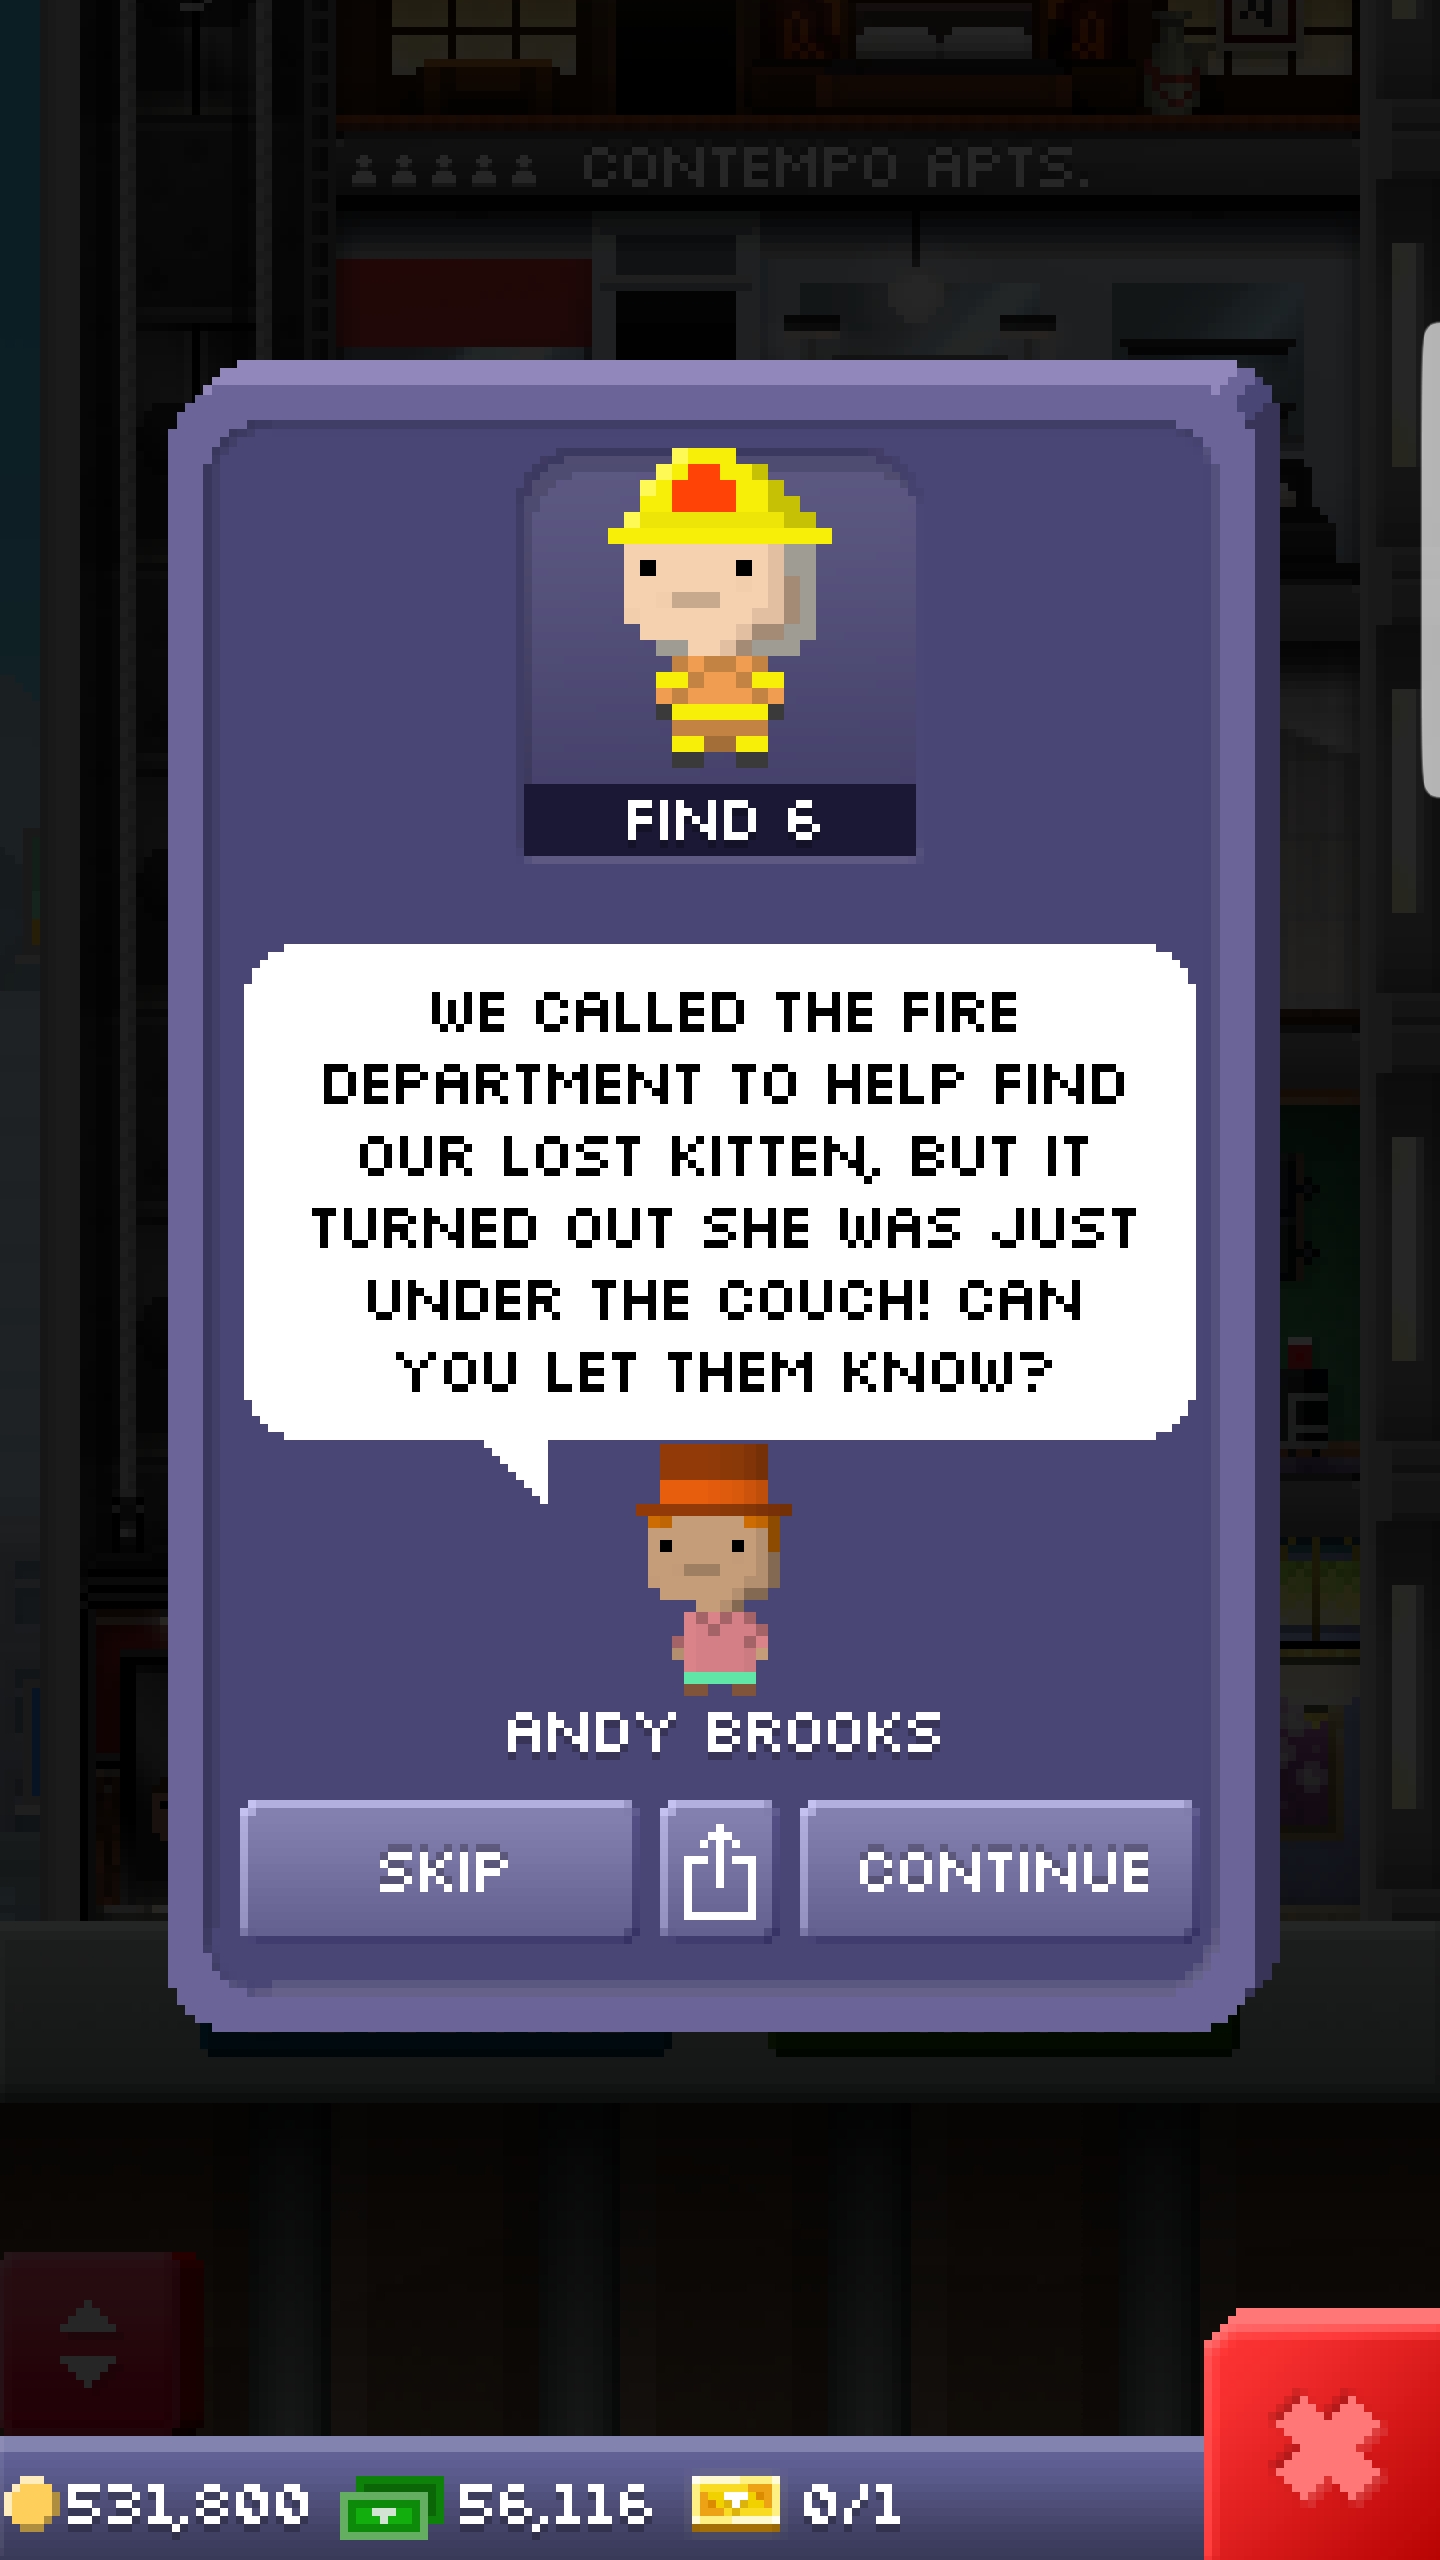 CONTEMPO APTS.
FIND 6
WE CALLED THE FIRE
DEPARTMENT TO HELP FIND
OUR LOST KITTEN, BUT IT
TURNED OUT SHE WAS JUST
UNDER THE COUCH! CAN
YOU LET THEM KNOW?
ANDY BROOKS
SKIP
CONTINUE
531,800 56,116 0/1